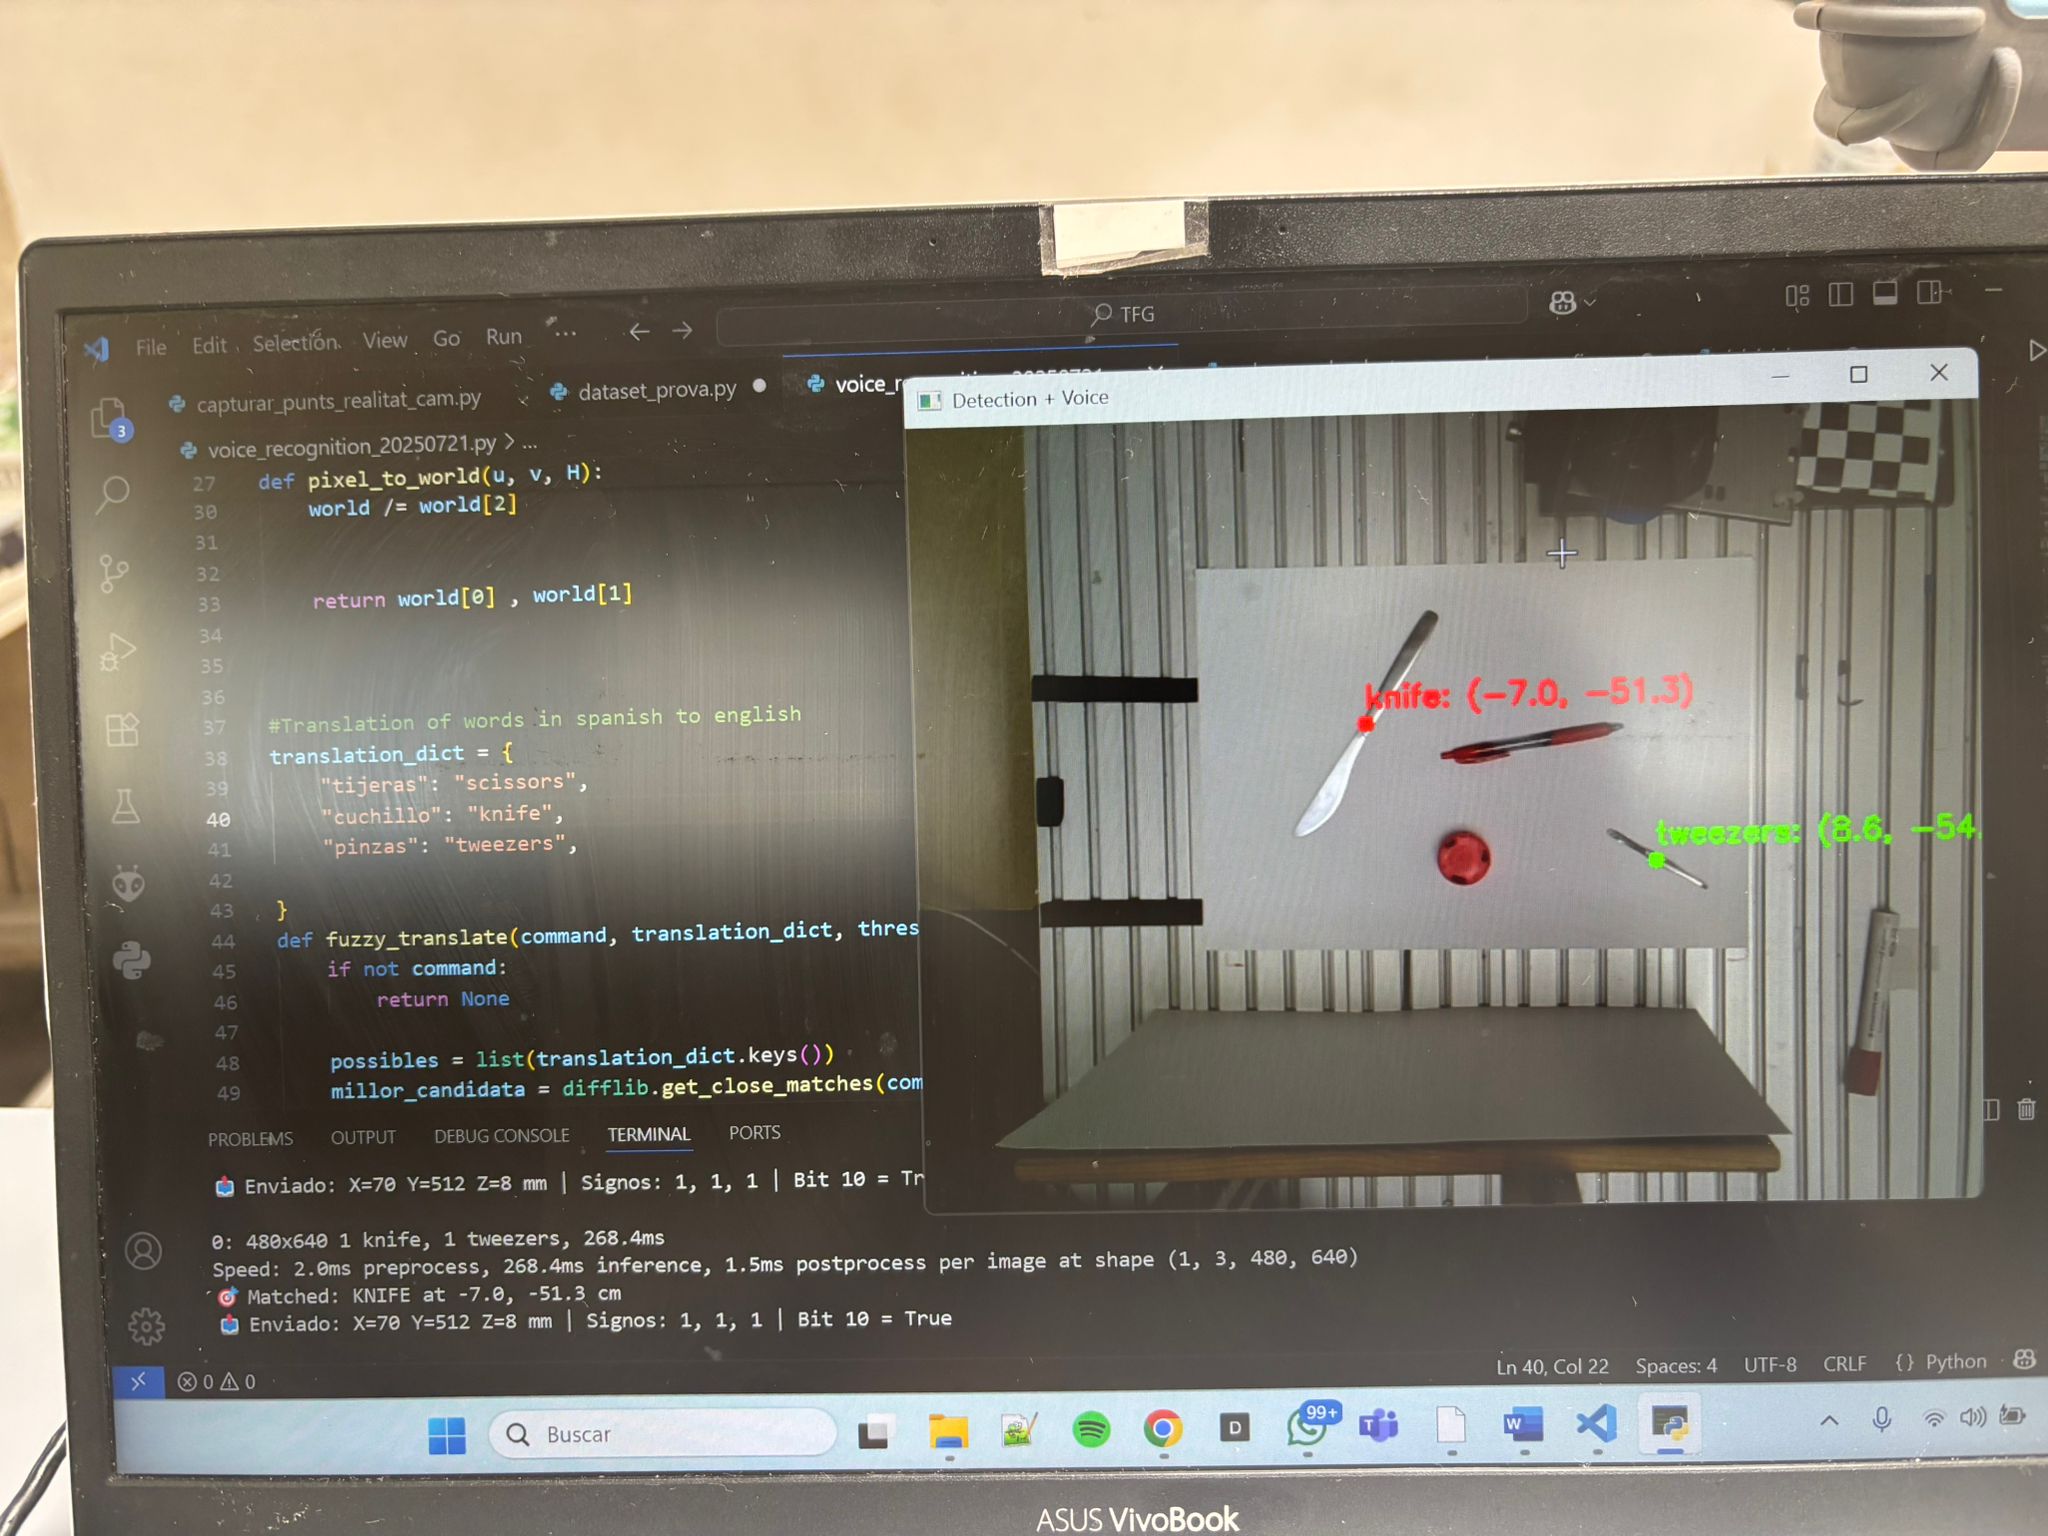 File Edit Selection View Go Run ...
TFG
capturar_punts_realitat_cam.py
dataset_prova.py
3
voice_recognition_20250721.py > ...
27 def pixel_to_world(u, v, H):
30 world /= world[2]
31
32
33 return world[0] , world[1]
34
35
36
37 #Translation of words in spanish to english
38 translation_dict = {
39 "tijeras": "scissors",
40 "cuchillo": "knife",
41 "pinzas": "tweezers",
42
43 }
44 def fuzzy_translate(command, translation_dict, thres
45 if not command:
46 return None
47
48 possibles = list(translation_dict.keys())
49 millor_candidata = difflib.get_close_matches(com
Detection + Voice
knife: (-7.0, -51.3)
tweezers: (8.6, -54.
PROBLEMS OUTPUT DEBUG CONSOLE TERMINAL PORTS
Enviado: X=70 Y=512 Z=8 mm | Signos: 1, 1, 1 | Bit 10 = Tr
0: 480x640 1 knife, 1 tweezers, 268.4ms
Speed: 2.0ms preprocess, 268.4ms inference, 1.5ms postprocess per image at shape (1, 3, 480, 640)
Matched: KNIFE at -7.0, -51.3 cm
Enviado: X=70 Y=512 Z=8 mm | Signos: 1, 1, 1 | Bit 10 = True
0 0
Ln 40, Col 22 Spaces: 4 UTF-8 CRLF {} Python
Buscar
D
99+
T
W
ASUS VivoBook